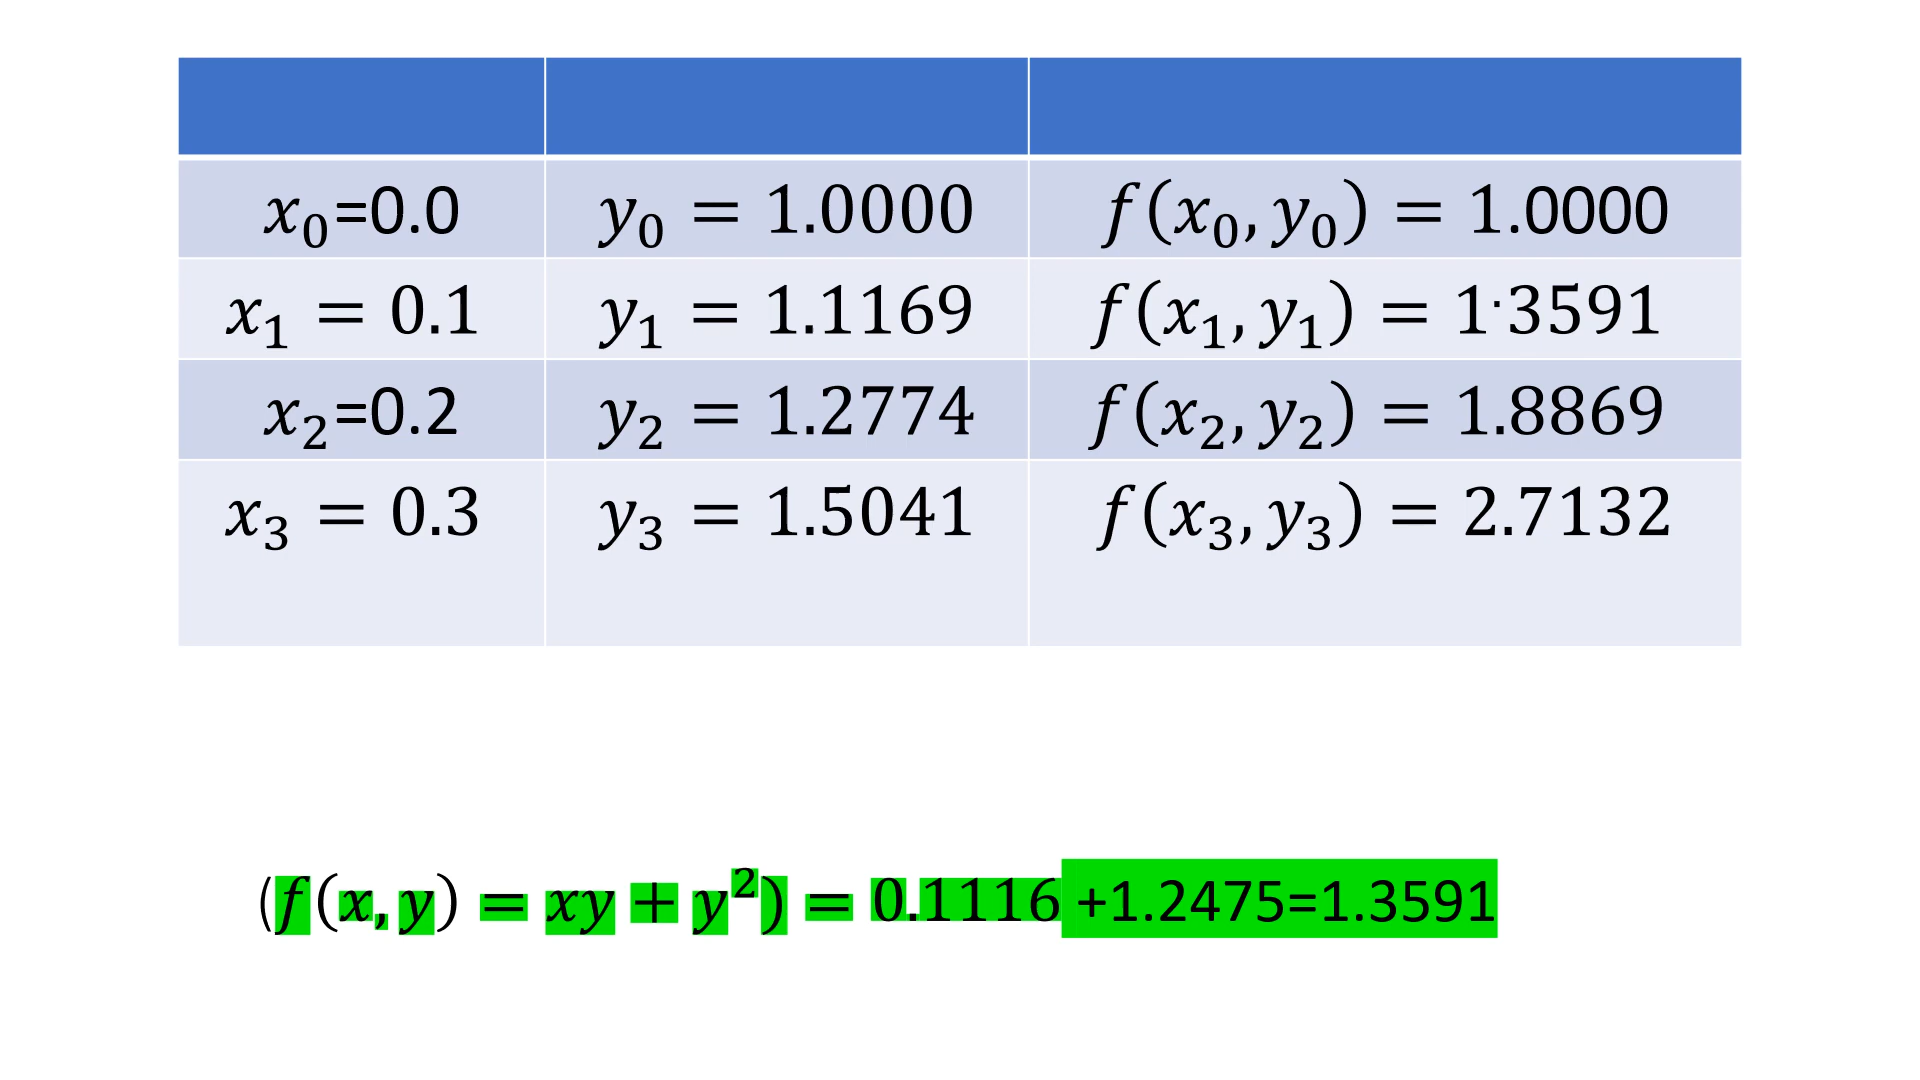 x₀=0.0 y₀ = 1.0000 f(x₀, y₀) = 1.0000
x₁ = 0.1 y₁ = 1.1169 f(x₁, y₁) = 1·3591
x₂=0.2 y₂ = 1.2774 f(x₂, y₂) = 1.8869
x₃ = 0.3 y₃ = 1.5041 f(x₃, y₃) = 2.7132
(f(x, y) = xy + y²) = 0.1116 +1.2475=1.3591